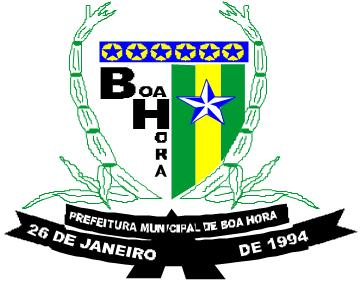 BOA
HORA
PREFEITURA MUNICIPAL DE BOA HORA
26 DE JANEIRO DE 1994